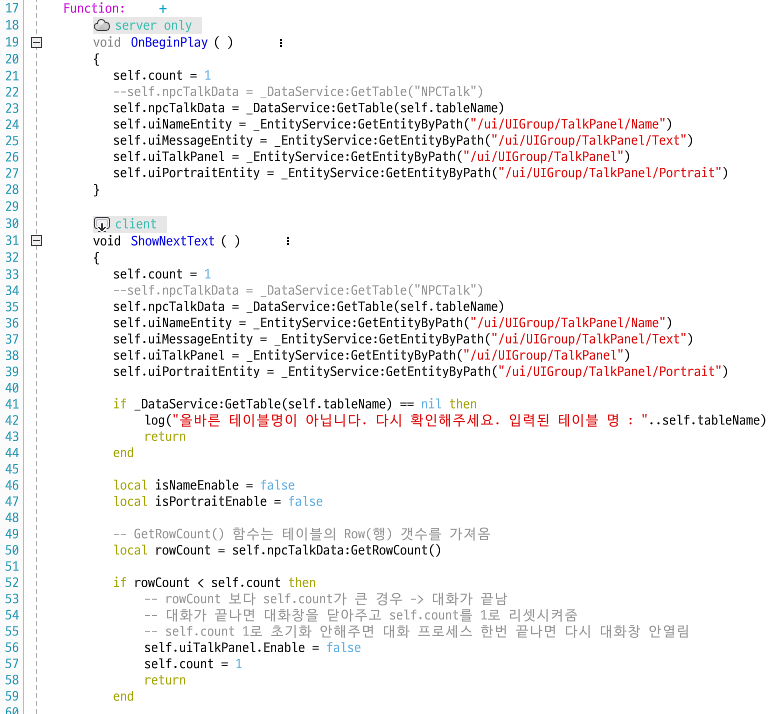 17 Function: +
18 server only
19 void OnBeginPlay ( )
20 {
21 self.count = 1
22 --self.npcTalkData = _DataService:GetTable("NPCTalk")
23 self.npcTalkData = _DataService:GetTable(self.tableName)
24 self.uiNameEntity = _EntityService:GetEntityByPath("/ui/UIGroup/TalkPanel/Name")
25 self.uiMessageEntity = _EntityService:GetEntityByPath("/ui/UIGroup/TalkPanel/Text")
26 self.uiTalkPanel = _EntityService:GetEntityByPath("/ui/UIGroup/TalkPanel")
27 self.uiPortraitEntity = _EntityService:GetEntityByPath("/ui/UIGroup/TalkPanel/Portrait")
28 }
29
30 client
31 void ShowNextText ( )
32 {
33 self.count = 1
34 --self.npcTalkData = _DataService:GetTable("NPCTalk")
35 self.npcTalkData = _DataService:GetTable(self.tableName)
36 self.uiNameEntity = _EntityService:GetEntityByPath("/ui/UIGroup/TalkPanel/Name")
37 self.uiMessageEntity = _EntityService:GetEntityByPath("/ui/UIGroup/TalkPanel/Text")
38 self.uiTalkPanel = _EntityService:GetEntityByPath("/ui/UIGroup/TalkPanel")
39 self.uiPortraitEntity = _EntityService:GetEntityByPath("/ui/UIGroup/TalkPanel/Portrait")
40
41 if _DataService:GetTable(self.tableName) == nil then
42 log("올바른 테이블명이 아닙니다. 다시 확인해주세요. 입력된 테이블 명 : "..self.tableName)
43 return
44 end
45
46 local isNameEnable = false
47 local isPortraitEnable = false
48
49 -- GetRowCount() 함수는 테이블의 Row(행) 갯수를 가져옴
50 local rowCount = self.npcTalkData:GetRowCount()
51
52 if rowCount < self.count then
53 -- rowCount 보다 self.count가 큰 경우 -> 대화가 끝남
54 -- 대화가 끝나면 대화창을 닫아주고 self.count를 1로 리셋시켜줌
55 -- self.count 1로 초기화 안해주면 대화 프로세스 한번 끝나면 다시 대화창 안열림
56 self.uiTalkPanel.Enable = false
57 self.count = 1
58 return
59 end
60